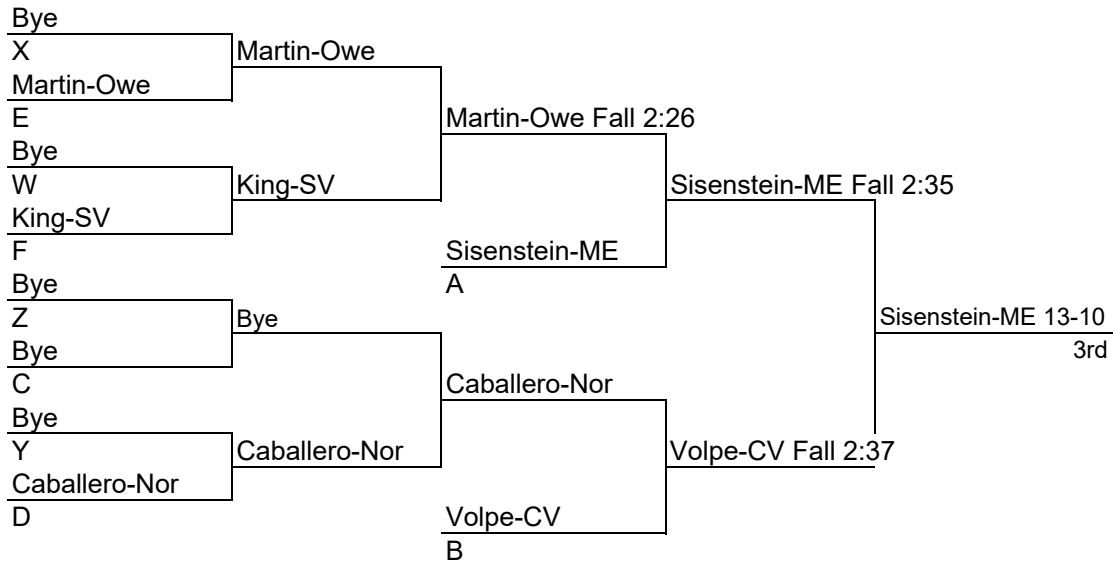 Bye
X
Martin-Owe
Martin-Owe
E
Martin-Owe Fall 2:26
Bye
W
King-SV
Sisenstein-ME Fall 2:35
King-SV
F
Sisenstein-ME
Bye
A
Z
Bye
Sisenstein-ME 13-10
Bye
3rd
C
Caballero-Nor
Bye
Y
Caballero-Nor
Volpe-CV Fall 2:37
Caballero-Nor
D
Volpe-CV
B